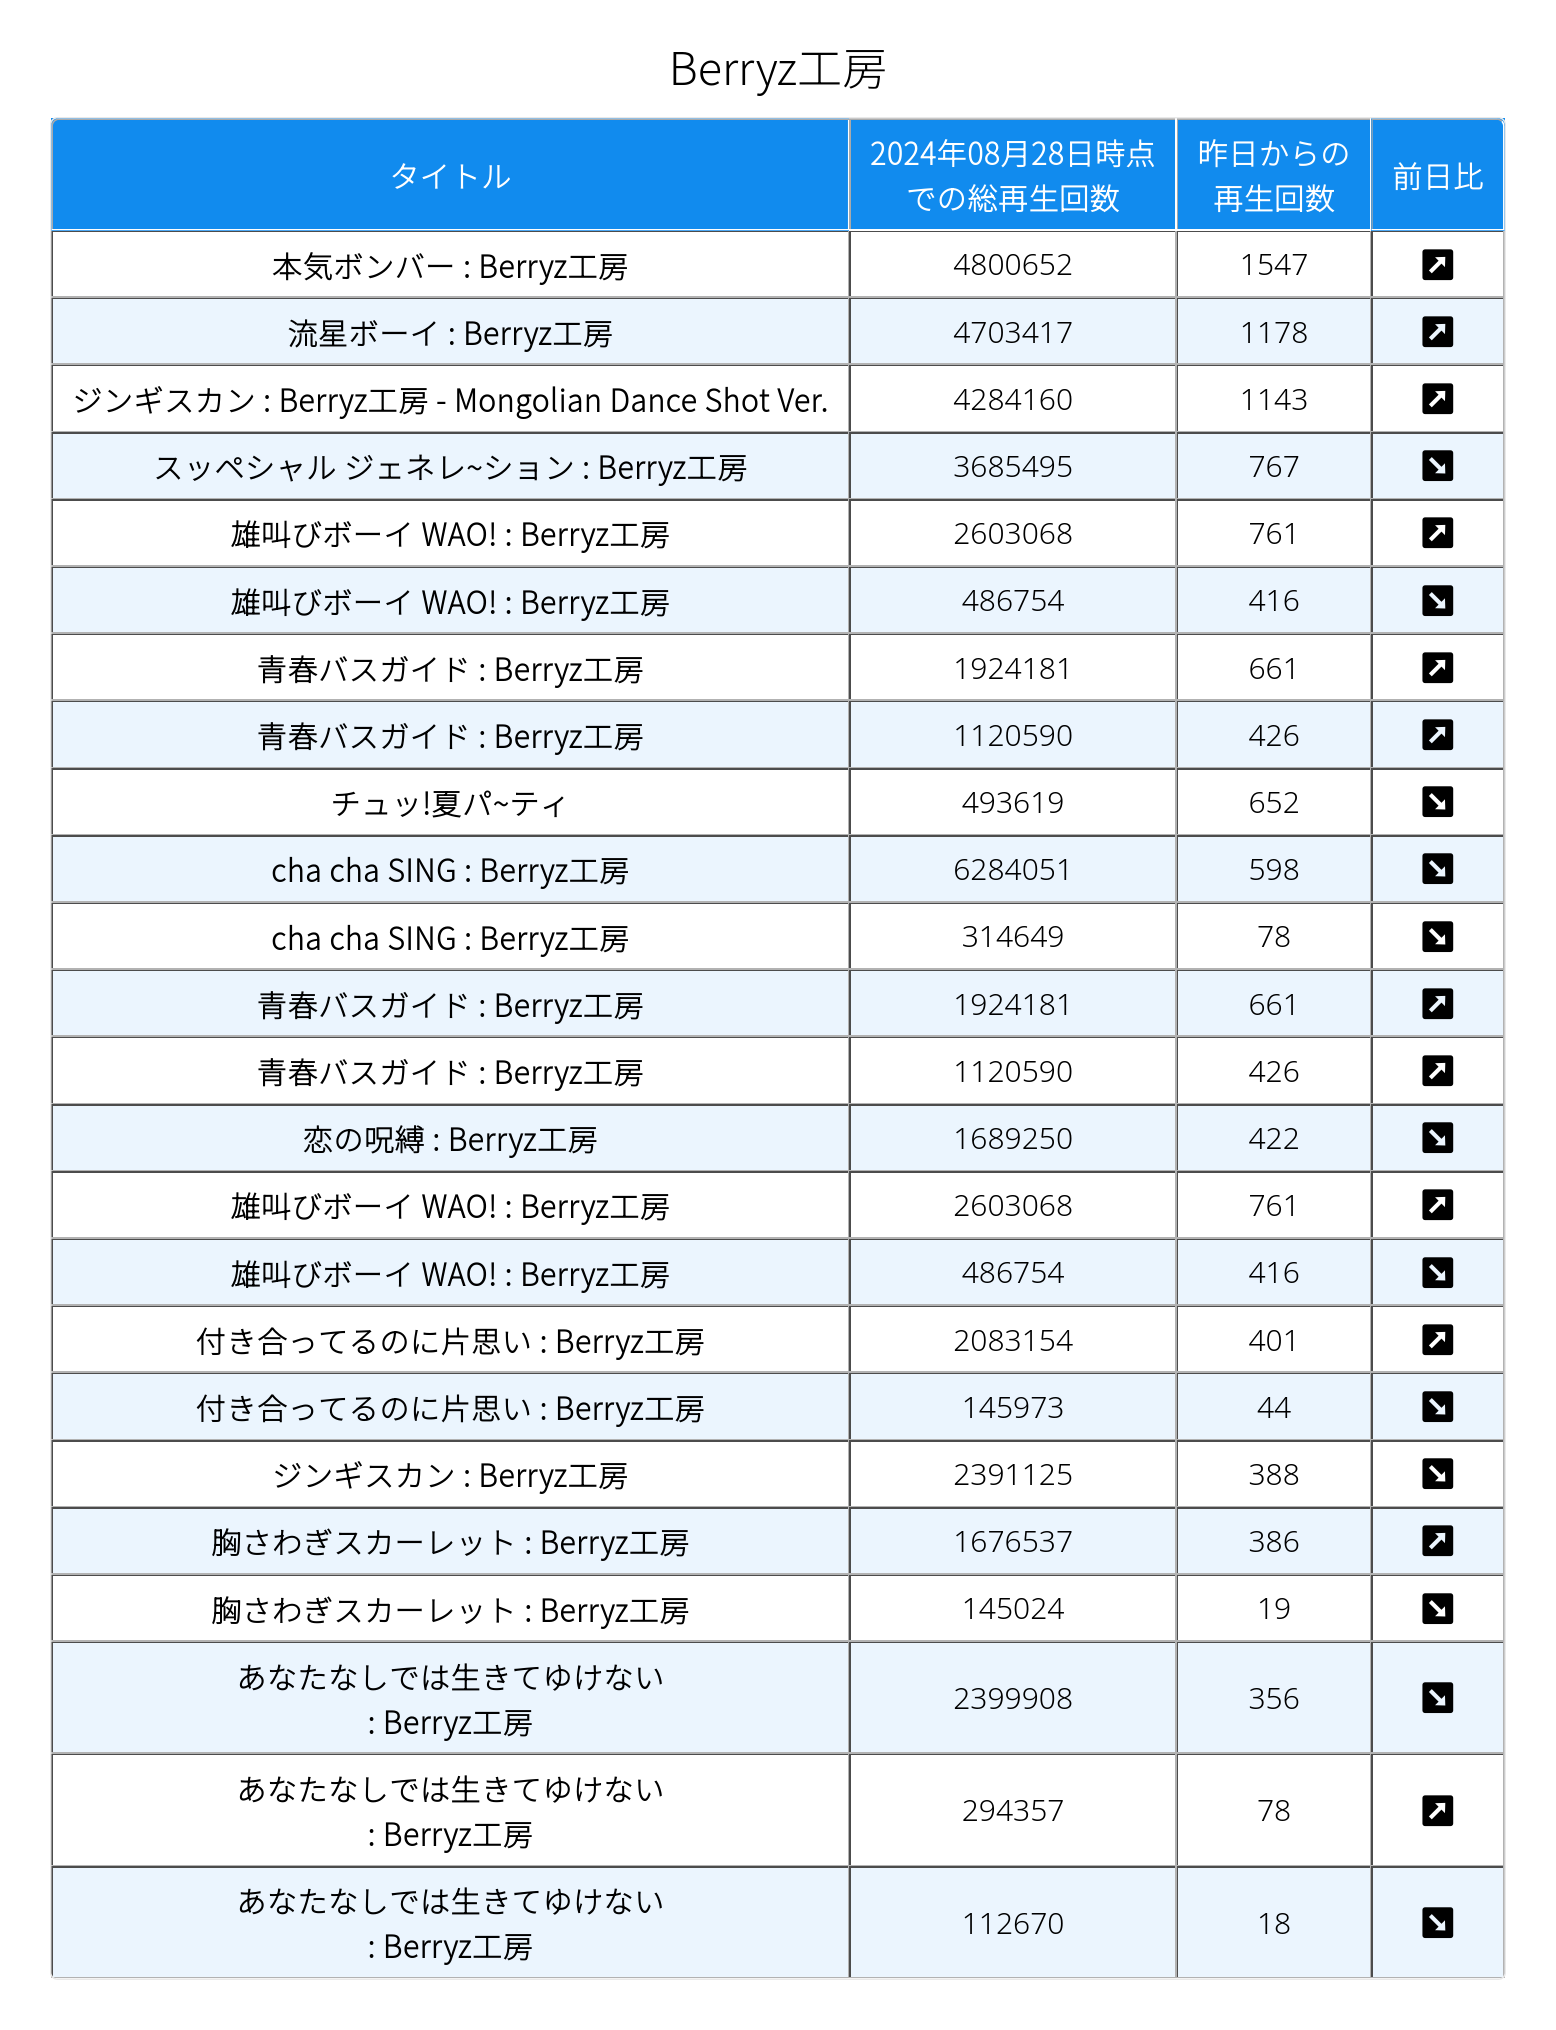 Berryz工房
タイトル 2024年08月28日時点 昨日からの 前日比
での総再生回数 再生回数
本気ボンバー : Berryz工房 4800652 1547
流星ボーイ : Berryz工房 4703417 1178
ジンギスカン : Berryz工房 - Mongolian Dance Shot Ver. 4284160 1143
スッペシャル ジェネレ~ション : Berryz工房 3685495 767
雄叫びボーイ WAO! : Berryz工房 2603068 761
雄叫びボーイ WAO! : Berryz工房 486754 416
青春バスガイド : Berryz工房 1924181 661
青春バスガイド : Berryz工房 1120590 426
チュッ!夏パ~ティ 493619 652
cha cha SING : Berryz工房 6284051 598
cha cha SING : Berryz工房 314649 78
青春バスガイド : Berryz工房 1924181 661
青春バスガイド : Berryz工房 1120590 426
恋の呪縛 : Berryz工房 1689250 422
雄叫びボーイ WAO! : Berryz工房 2603068 761
雄叫びボーイ WAO! : Berryz工房 486754 416
付き合ってるのに片思い : Berryz工房 2083154 401
付き合ってるのに片思い : Berryz工房 145973 44
ジンギスカン : Berryz工房 2391125 388
胸さわぎスカーレット : Berryz工房 1676537 386
胸さわぎスカーレット : Berryz工房 145024 19
あなたなしでは生きてゆけない
: Berryz工房 2399908 356
あなたなしでは生きてゆけない
: Berryz工房 294357 78
あなたなしでは生きてゆけない
: Berryz工房 112670 18